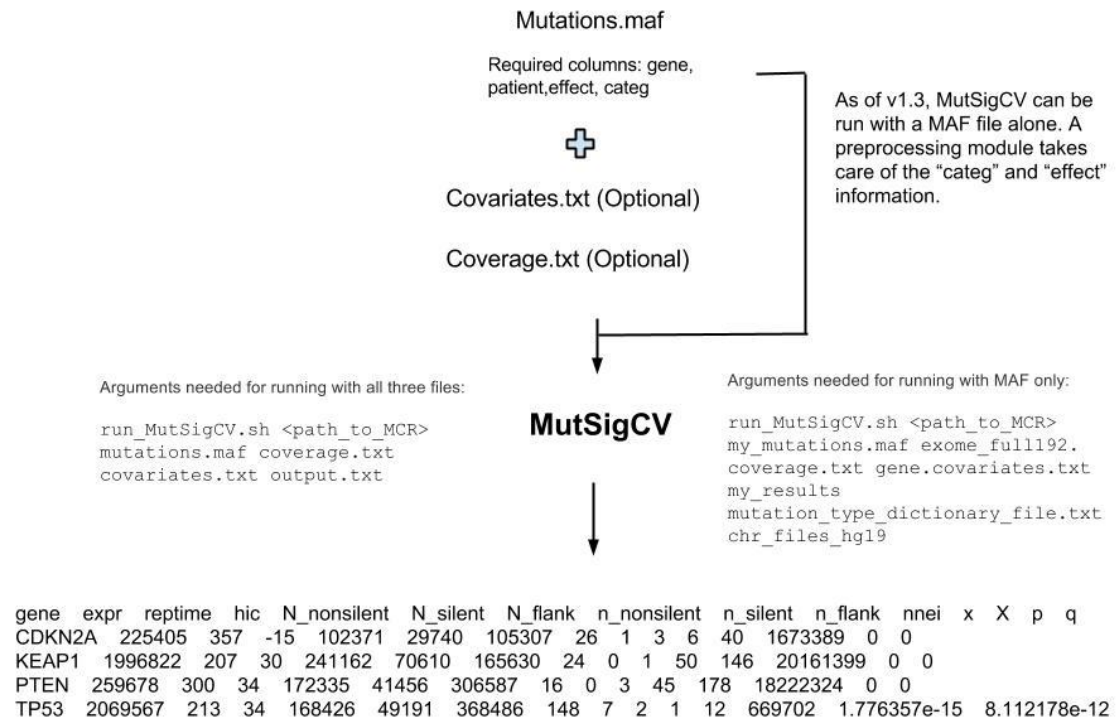 Mutations.maf
Required columns: gene,
patient,effect, categ
As of v1.3, MutSigCV can be
run with a MAF file alone. A
preprocessing module takes
care of the “categ” and “effect”
information.
Covariates.txt (Optional)
Coverage.txt (Optional)
Arguments needed for running with all three files:
run_MutSigCV.sh <path_to_MCR>
mutations.maf coverage.txt
covariates.txt output.txt
MutSigCV
Arguments needed for running with MAF only:
run_MutSigCV.sh <path_to_MCR>
my_mutations.maf exome_full192.
coverage.txt gene.covariates.txt
my_results
mutation_type_dictionary_file.txt
chr_files_hg19
gene expr reptime hic N_nonsilent N_silent N_flank n_nonsilent n_silent n_flank nnei x X p q
CDKN2A 225405 357 -15 102371 29740 105307 26 1 3 6 40 1673389 0 0
KEAP1 1996822 207 30 241162 70610 165630 24 0 1 50 146 20161399 0 0
PTEN 259678 300 34 172335 41456 306587 16 0 3 45 178 18222324 0 0
TP53 2069567 213 34 168426 49191 368486 148 7 2 1 12 669702 1.776357e-15 8.112178e-12